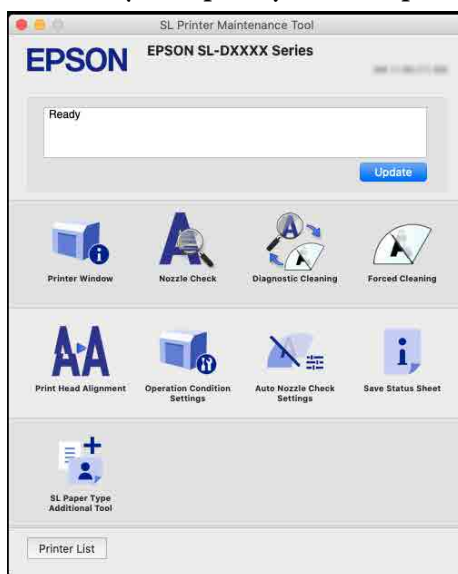 SL Printer Maintenance Tool
EPSON
EPSON SL-DXXXX Series
Ready
Update
Printer Window
Nozzle Check
Diagnostic Cleaning
Forced Cleaning
Print Head Alignment
Operation Condition
Settings
Auto Nozzle Check
Settings
Save Status Sheet
SL Paper Type
Additional Tool
Printer List